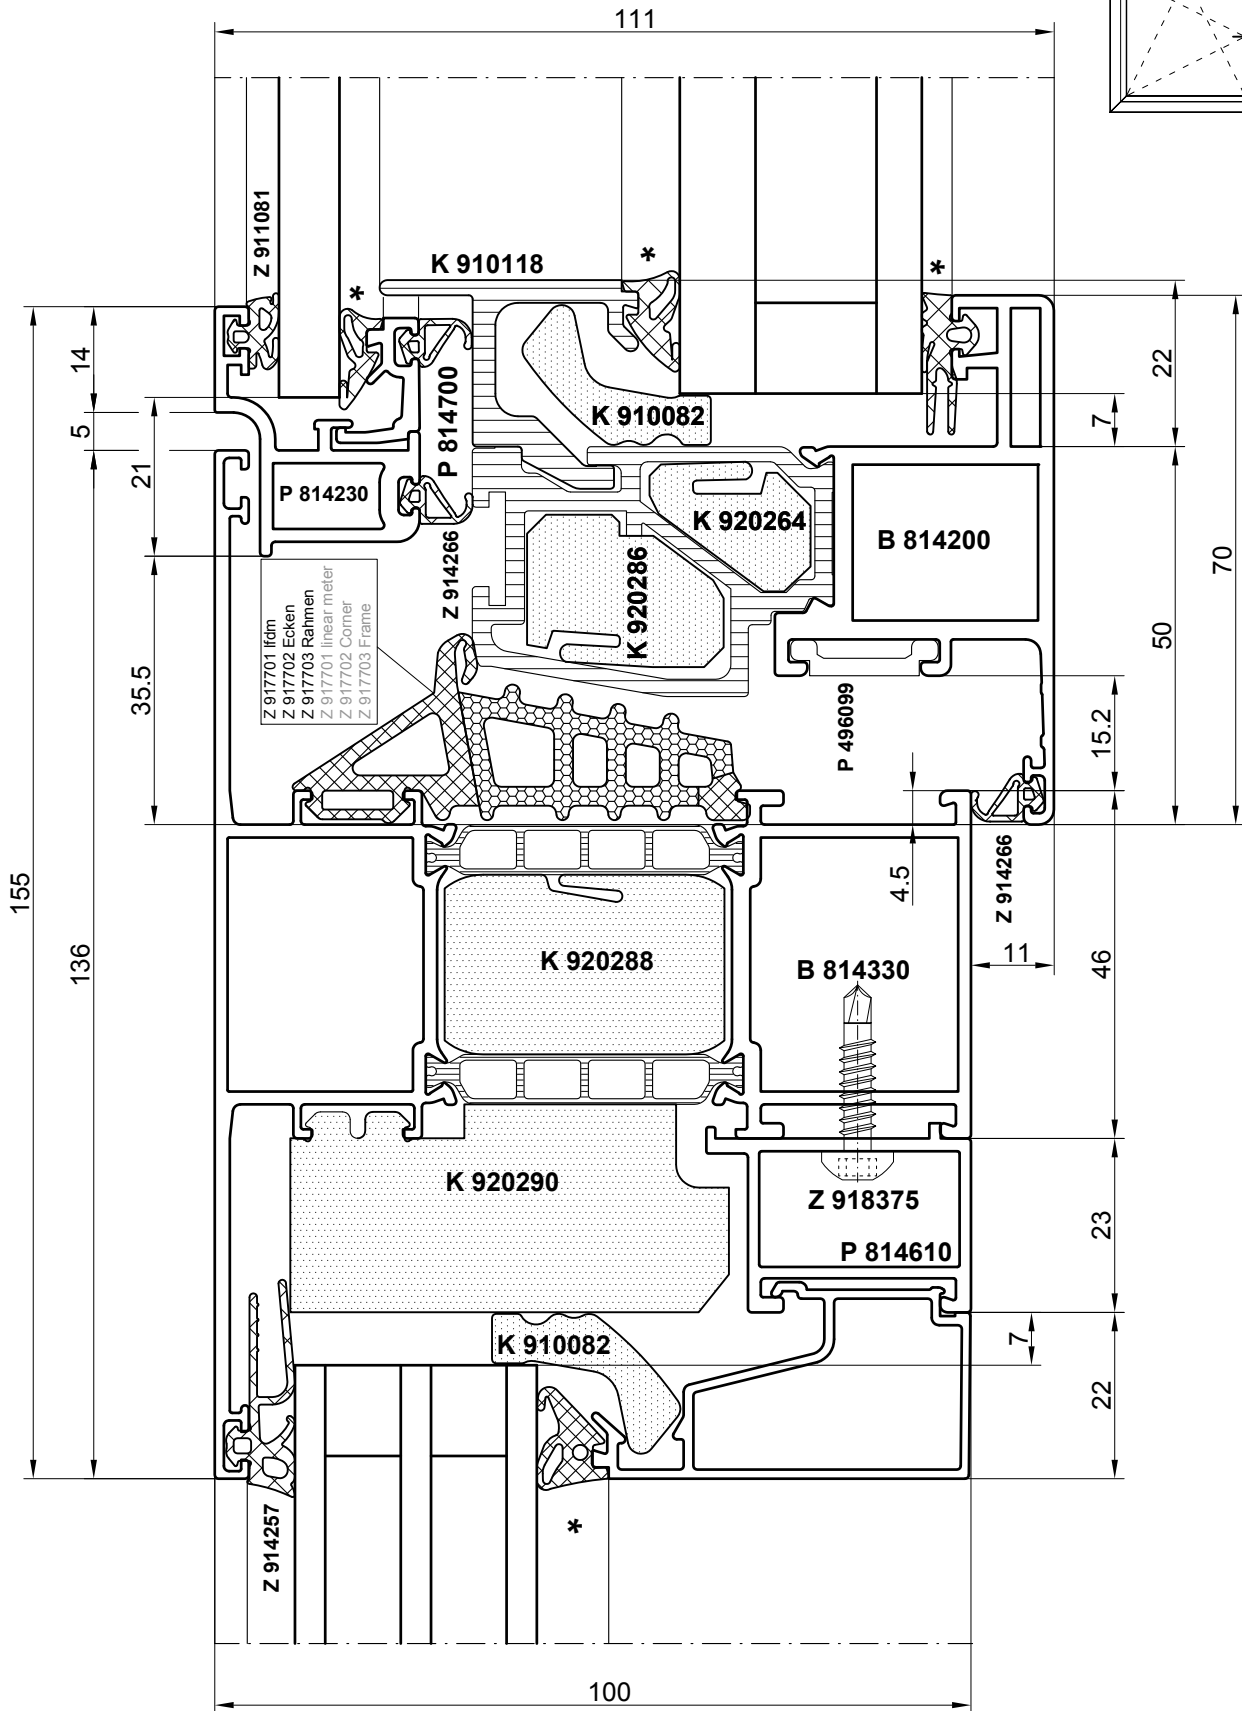 111
Z 911081
*
K 910118
*
*
14
5
21
35.5
155
136
P 814700
K 910082
22
7
P 814230
K 920264
B 814200
70
Z 914266
K 920286
50
Z 917701 lfdm
Z 917702 Ecken
Z 917703 Rahmen
Z 917701 linear meter
Z 917702 Corner
Z 917703 Frame
P 496099
15.2
4.5
Z 914266
K 920288
B 814330
11
46
K 920290
Z 918375
P 814610
23
K 910082
7
22
Z 914257
*
100